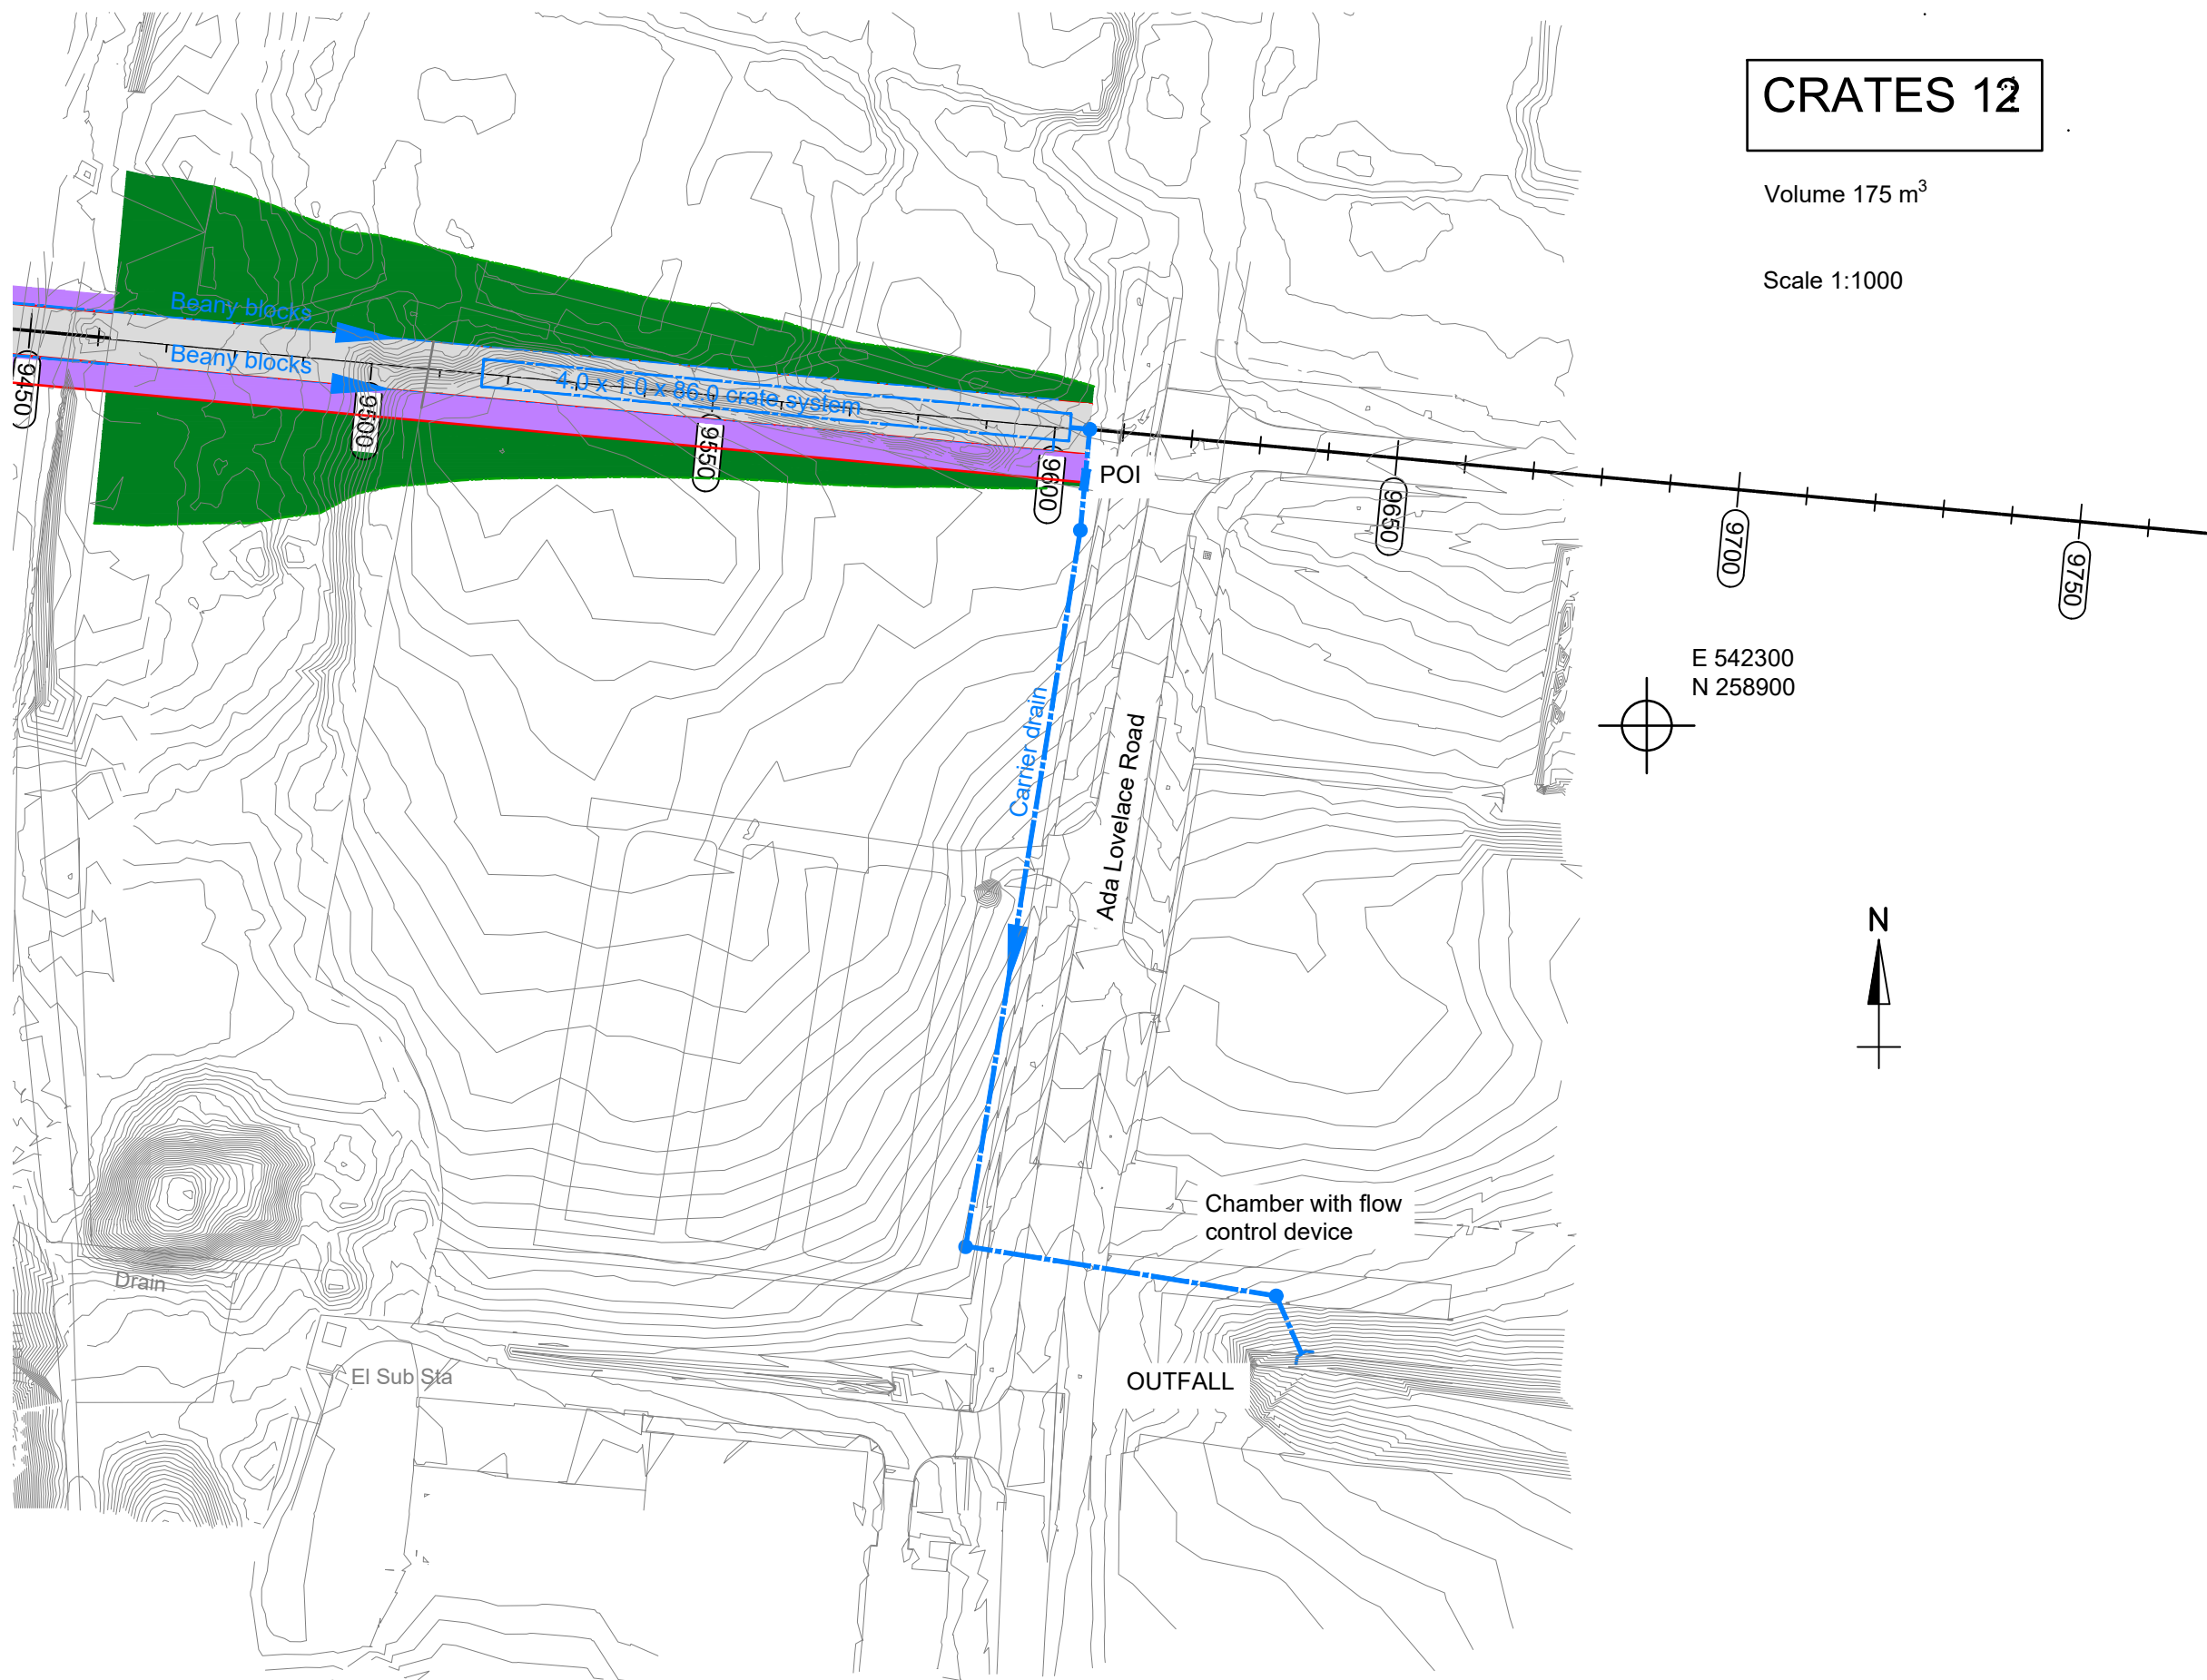 CRATES 12
Volume 175 m³
Scale 1:1000
Beany blocks
Beany blocks
4.0 x 1.0 x 86.0 crate system
9450
9500
9550
9600
9650
9700
9750
POI
E 542300
N 258900
Carrier drain
Ada Lovelace Road
N
Chamber with flow
control device
Drain
El Sub Sta
OUTFALL